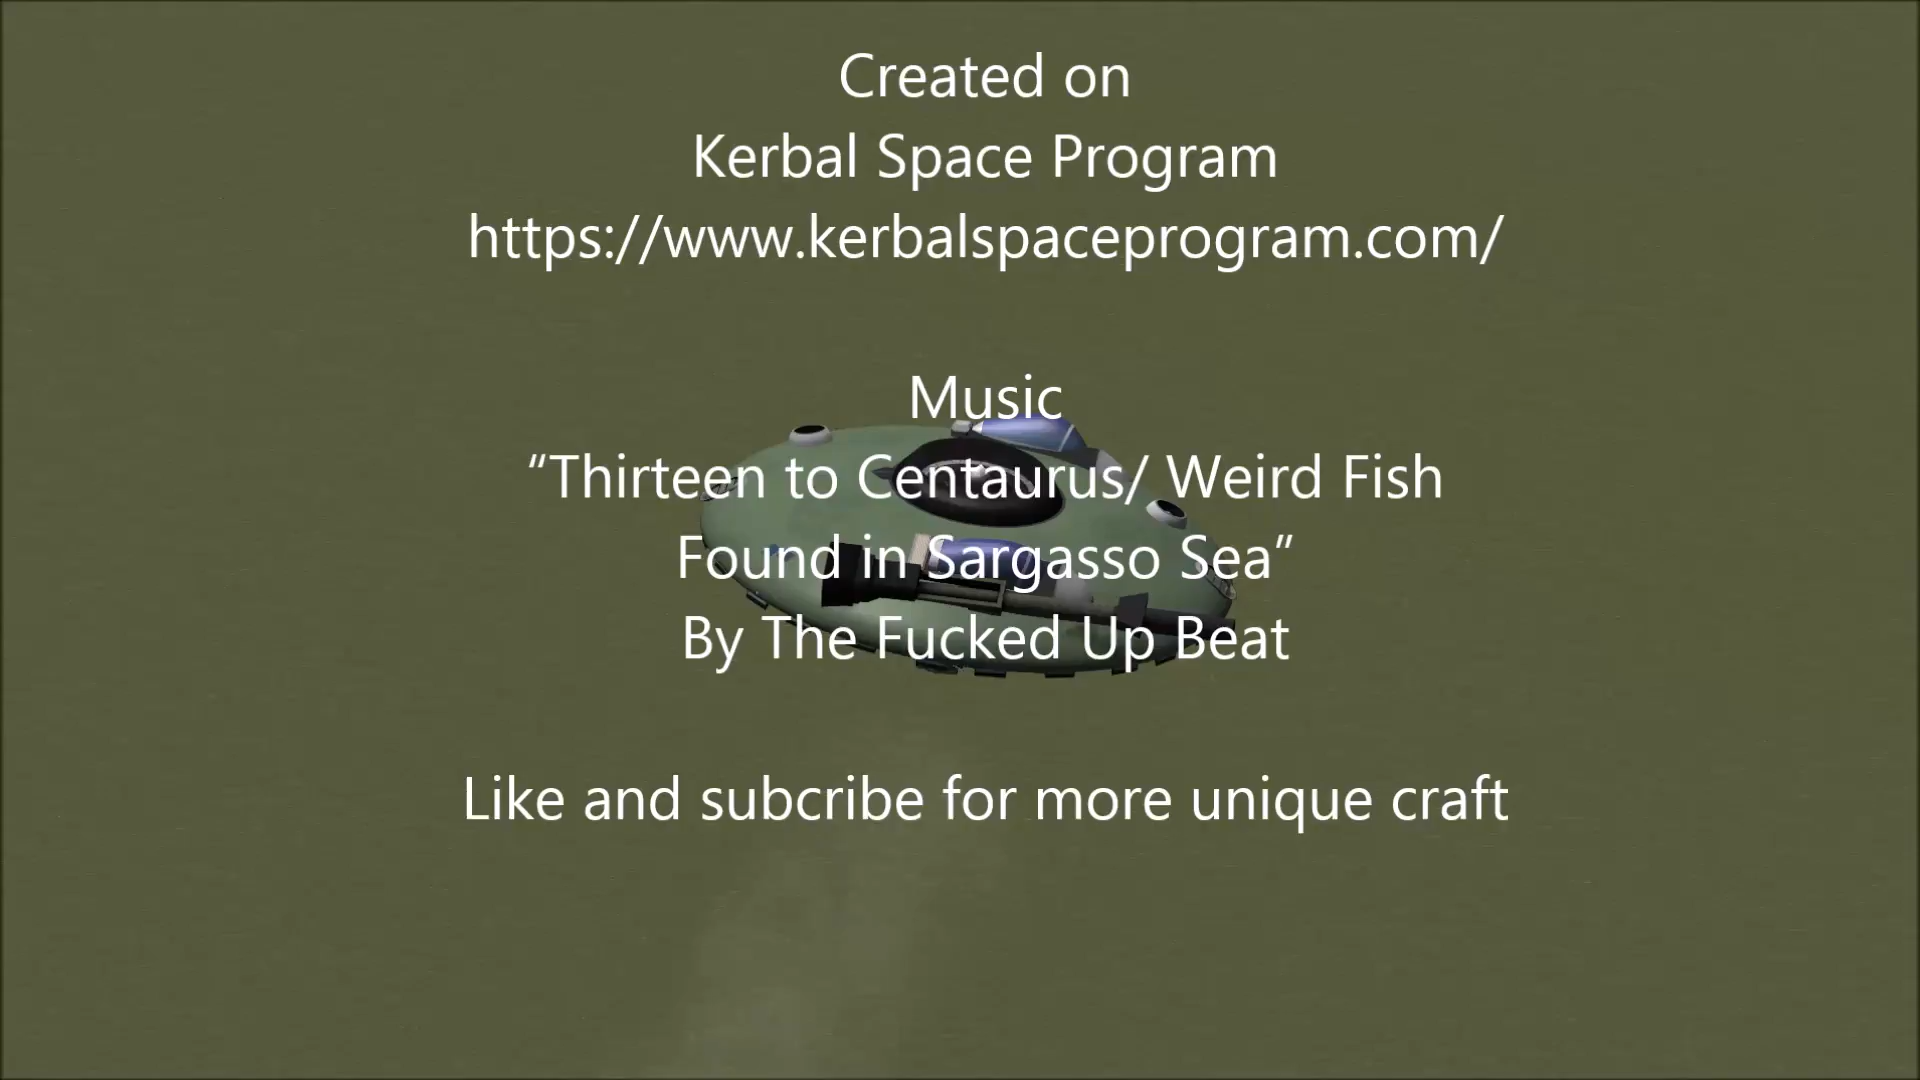 Created on
Kerbal Space Program
https://www.kerbalspaceprogram.com/
Music
“Thirteen to Centaurus/ Weird Fish
Found in Sargasso Sea”
By The Fucked Up Beat
Like and subcribe for more unique craft